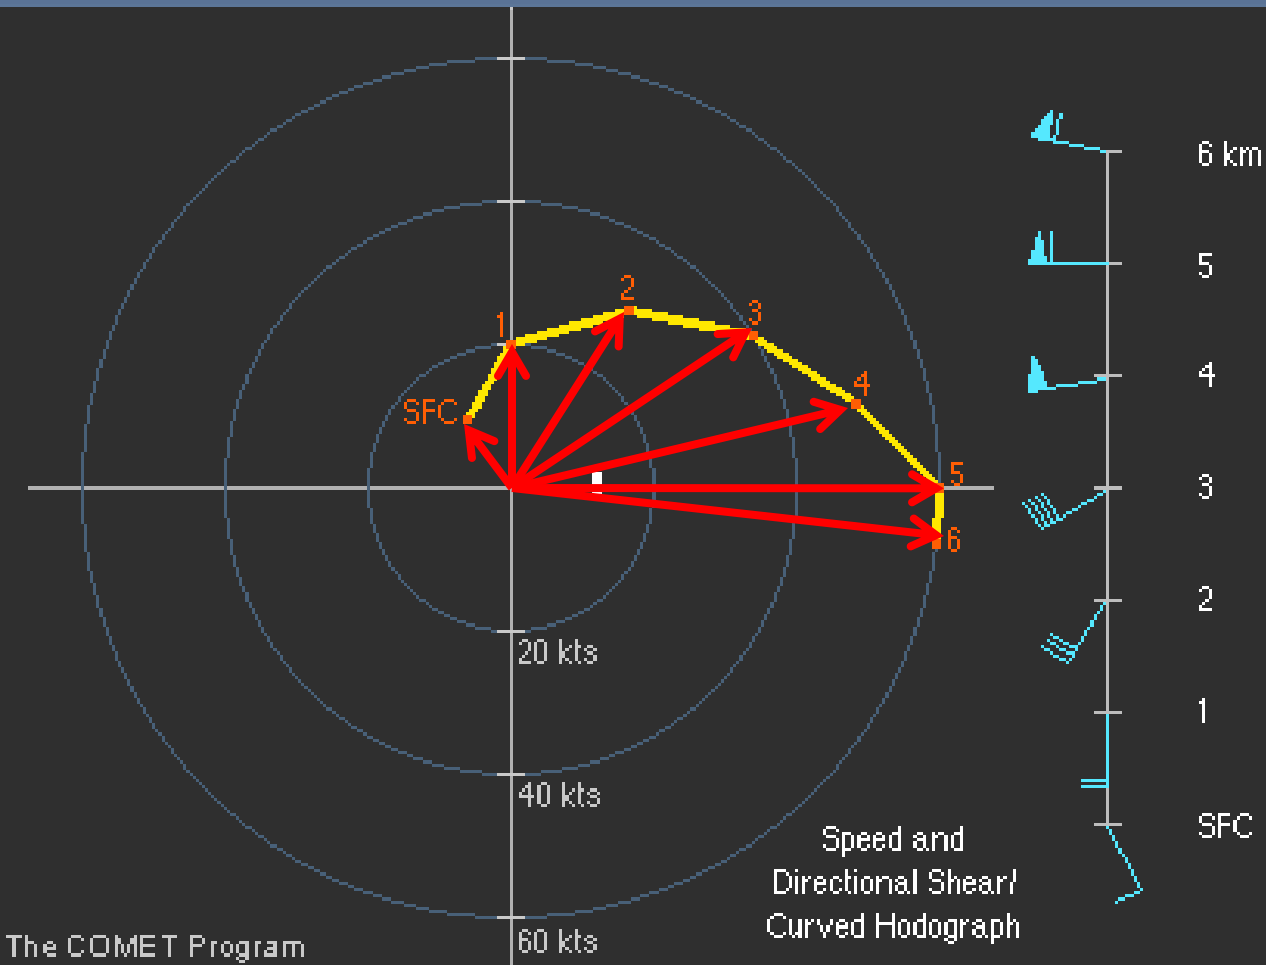 6 km
5
4
3
2
1
SFC
1
2
3
4
5
6
SFC
20 kts
40 kts
60 kts
Speed and
Directional Shear/
Curved Hodograph
The COMET Program